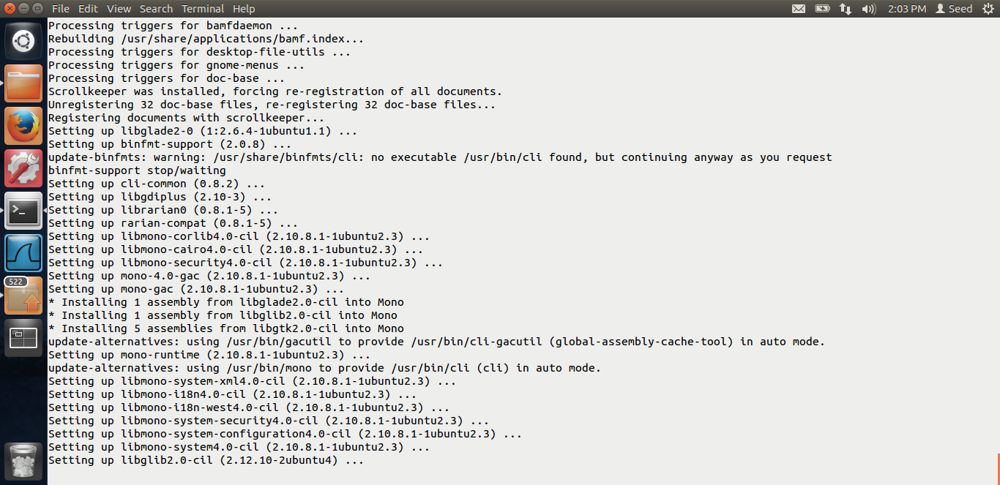 File Edit View Search Terminal Help 2:03 PM Seed
Processing triggers for bamfdaemon ...
Rebuilding /usr/share/applications/bamf.index...
Processing triggers for desktop-file-utils ...
Processing triggers for gnome-menus ...
Processing triggers for doc-base ...
Scrollkeeper was installed, forcing re-registration of all documents.
Unregistering 32 doc-base files, re-registering 32 doc-base files...
Registering documents with scrollkeeper...
Setting up libglade2-0 (1:2.6.4-1ubuntu1.1) ...
Setting up binfmt-support (2.0.8) ...
update-binfmts: warning: /usr/share/binfmts/cli: no executable /usr/bin/cli found, but continuing anyway as you request
binfmt-support stop/waiting
Setting up cli-common (0.8.2) ...
Setting up libgdiplus (2.10-3) ...
Setting up librarian0 (0.8.1-5) ...
Setting up rarian-compat (0.8.1-5) ...
Setting up libmono-corlib4.0-cil (2.10.8.1-1ubuntu2.3) ...
Setting up libmono-cairo4.0-cil (2.10.8.1-1ubuntu2.3) ...
Setting up libmono-security4.0-cil (2.10.8.1-1ubuntu2.3) ...
Setting up mono-4.0-gac (2.10.8.1-1ubuntu2.3) ...
Setting up mono-gac (2.10.8.1-1ubuntu2.3) ...
* Installing 1 assembly from libglade2.0-cil into Mono
* Installing 1 assembly from libglib2.0-cil into Mono
* Installing 5 assemblies from libgtk2.0-cil into Mono
update-alternatives: using /usr/bin/gacutil to provide /usr/bin/cli-gacutil (global-assembly-cache-tool) in auto mode.
Setting up mono-runtime (2.10.8.1-1ubuntu2.3) ...
update-alternatives: using /usr/bin/mono to provide /usr/bin/cli (cli) in auto mode.
Setting up libmono-system-xml4.0-cil (2.10.8.1-1ubuntu2.3) ...
Setting up libmono-i18n4.0-cil (2.10.8.1-1ubuntu2.3) ...
Setting up libmono-i18n-west4.0-cil (2.10.8.1-1ubuntu2.3) ...
Setting up libmono-system-security4.0-cil (2.10.8.1-1ubuntu2.3) ...
Setting up libmono-system-configuration4.0-cil (2.10.8.1-1ubuntu2.3) ...
Setting up libmono-system4.0-cil (2.10.8.1-1ubuntu2.3) ...
Setting up libglib2.0-cil (2.12.10-2ubuntu4) ...
>_
522